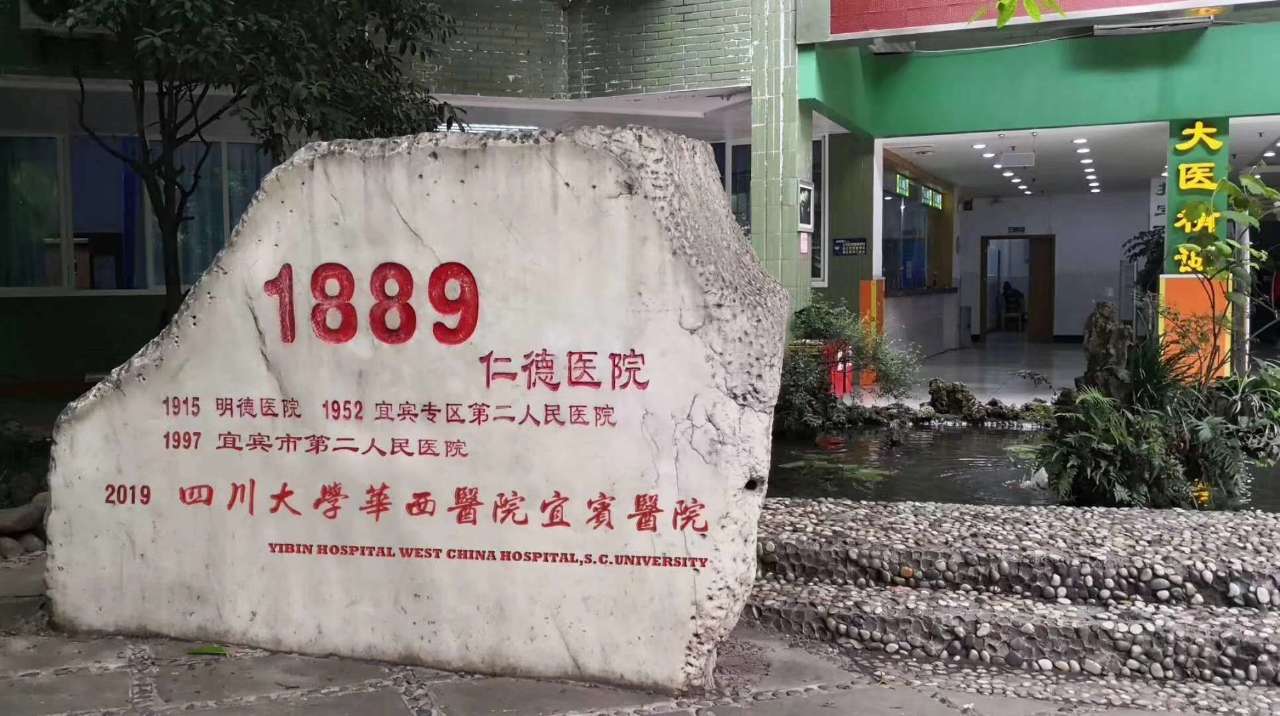 1889
仁德医院
1915 明德医院 1952 宜宾专区第二人民医院
1997 宜宾市第二人民医院
2019 四川大學華西醫院宜賓醫院
YIBIN HOSPITAL WEST CHINA HOSPITAL,S.C.UNIVERSITY
大医精诚